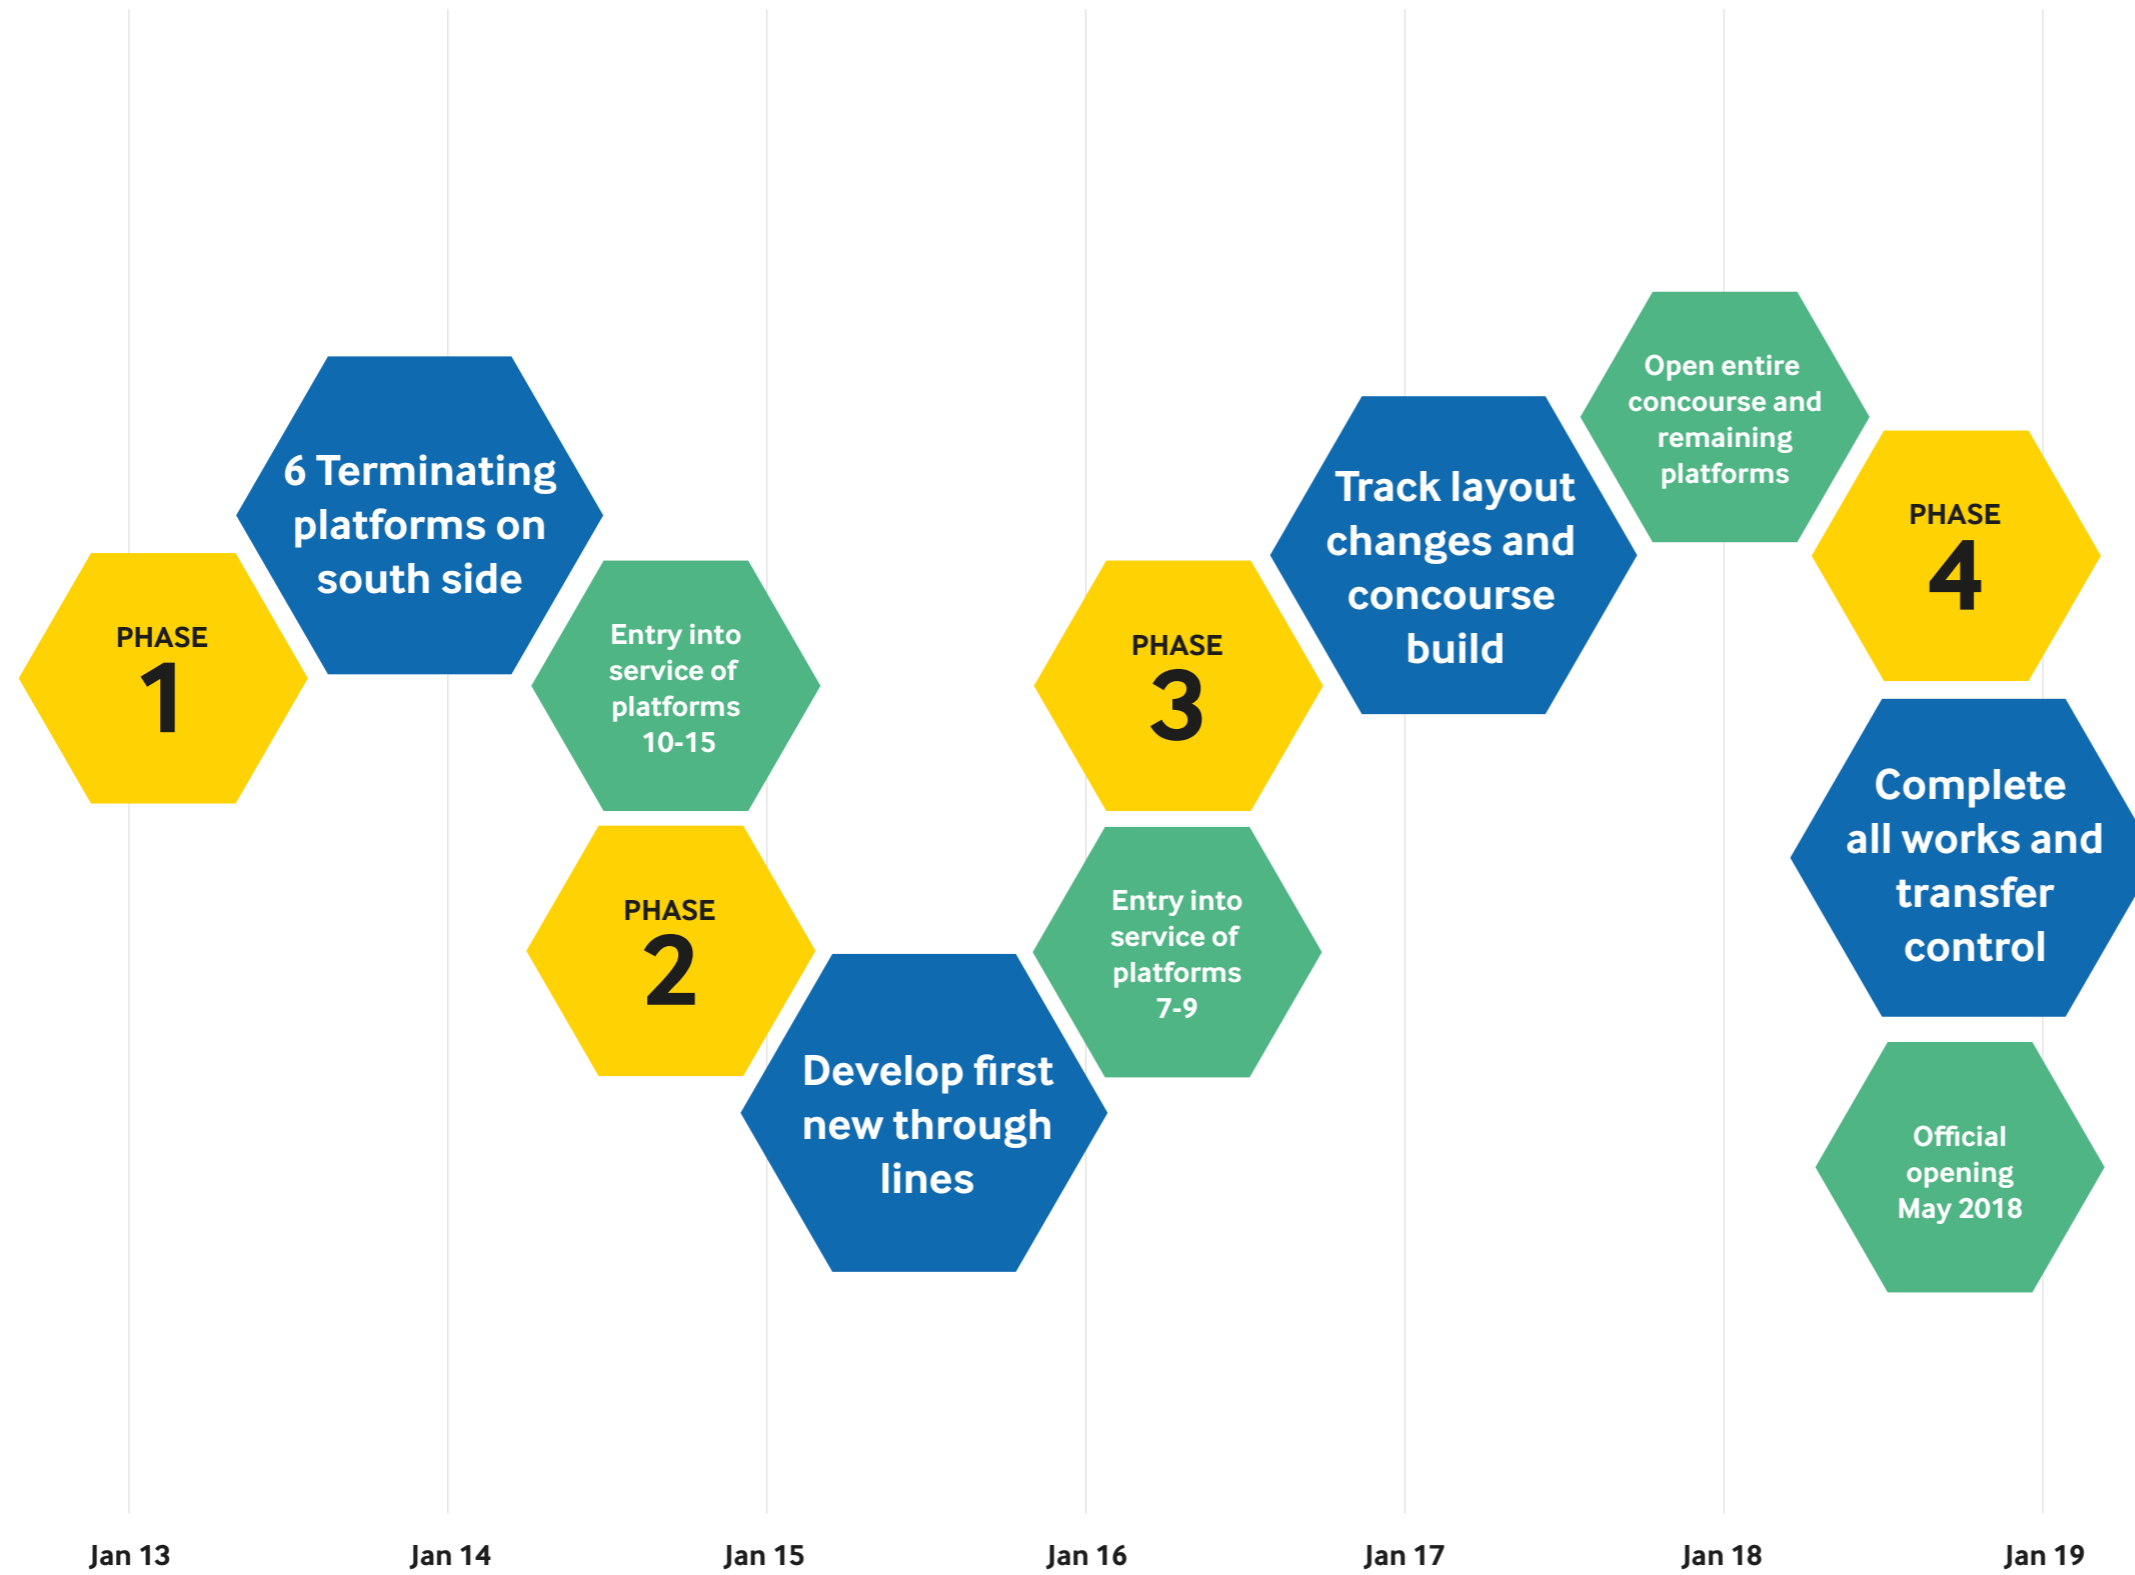 PHASE
1
6 Terminating
platforms on
south side
Entry into
service of
platforms
10-15
PHASE
2
Develop first
new through
lines
Entry into
service of
platforms
7-9
PHASE
3
Track layout
changes and
concourse
build
Open entire
concourse and
remaining
platforms
PHASE
4
Complete
all works and
transfer
control
Official
opening
May 2018
Jan 13
Jan 14
Jan 15
Jan 16
Jan 17
Jan 18
Jan 19